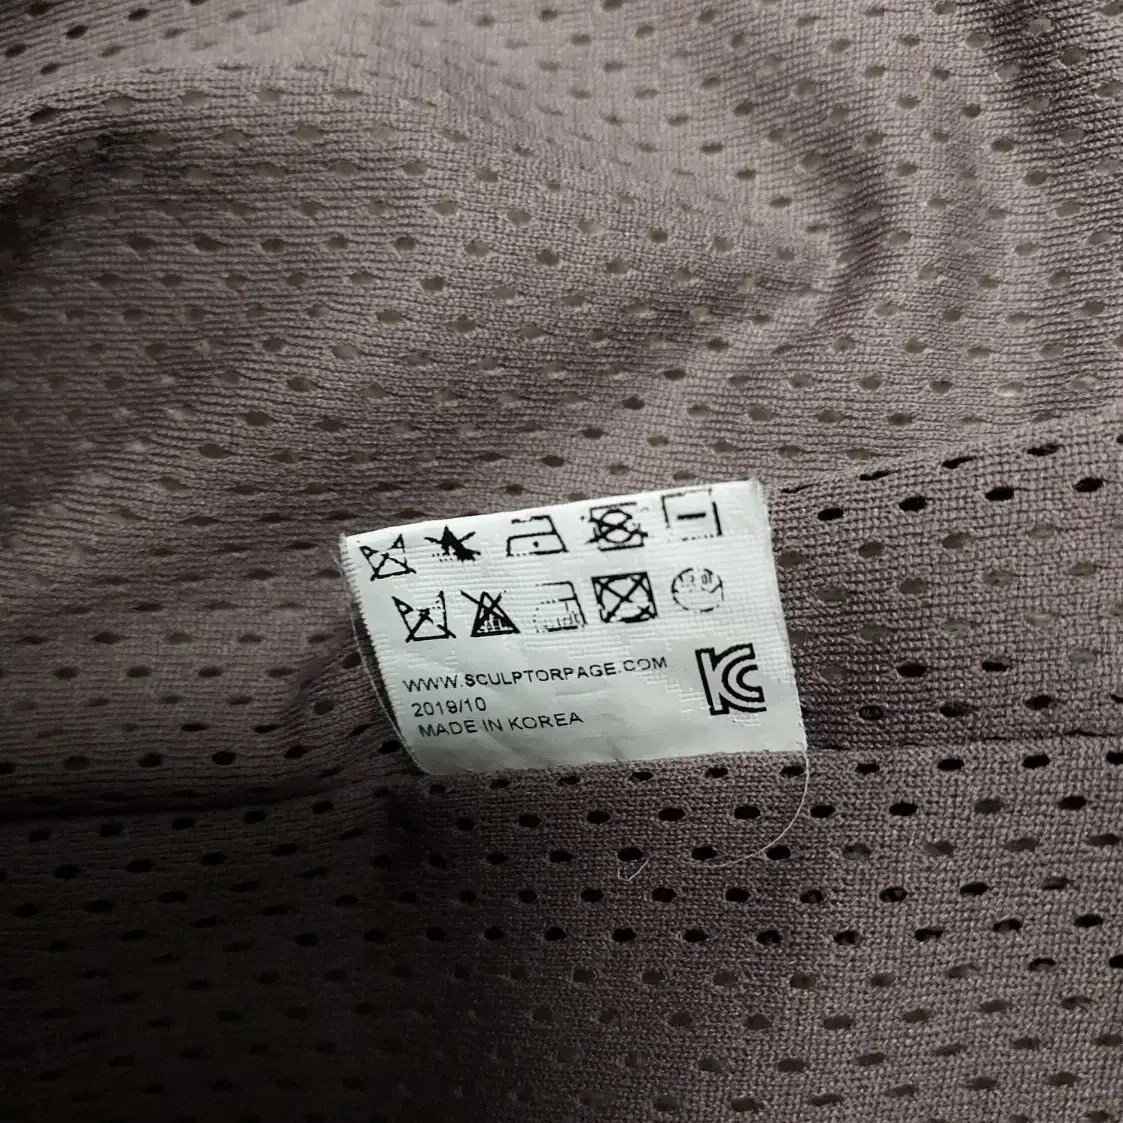 WWW.SCULPTORPAGE.COM
2019/10
MADE IN KOREA
KC